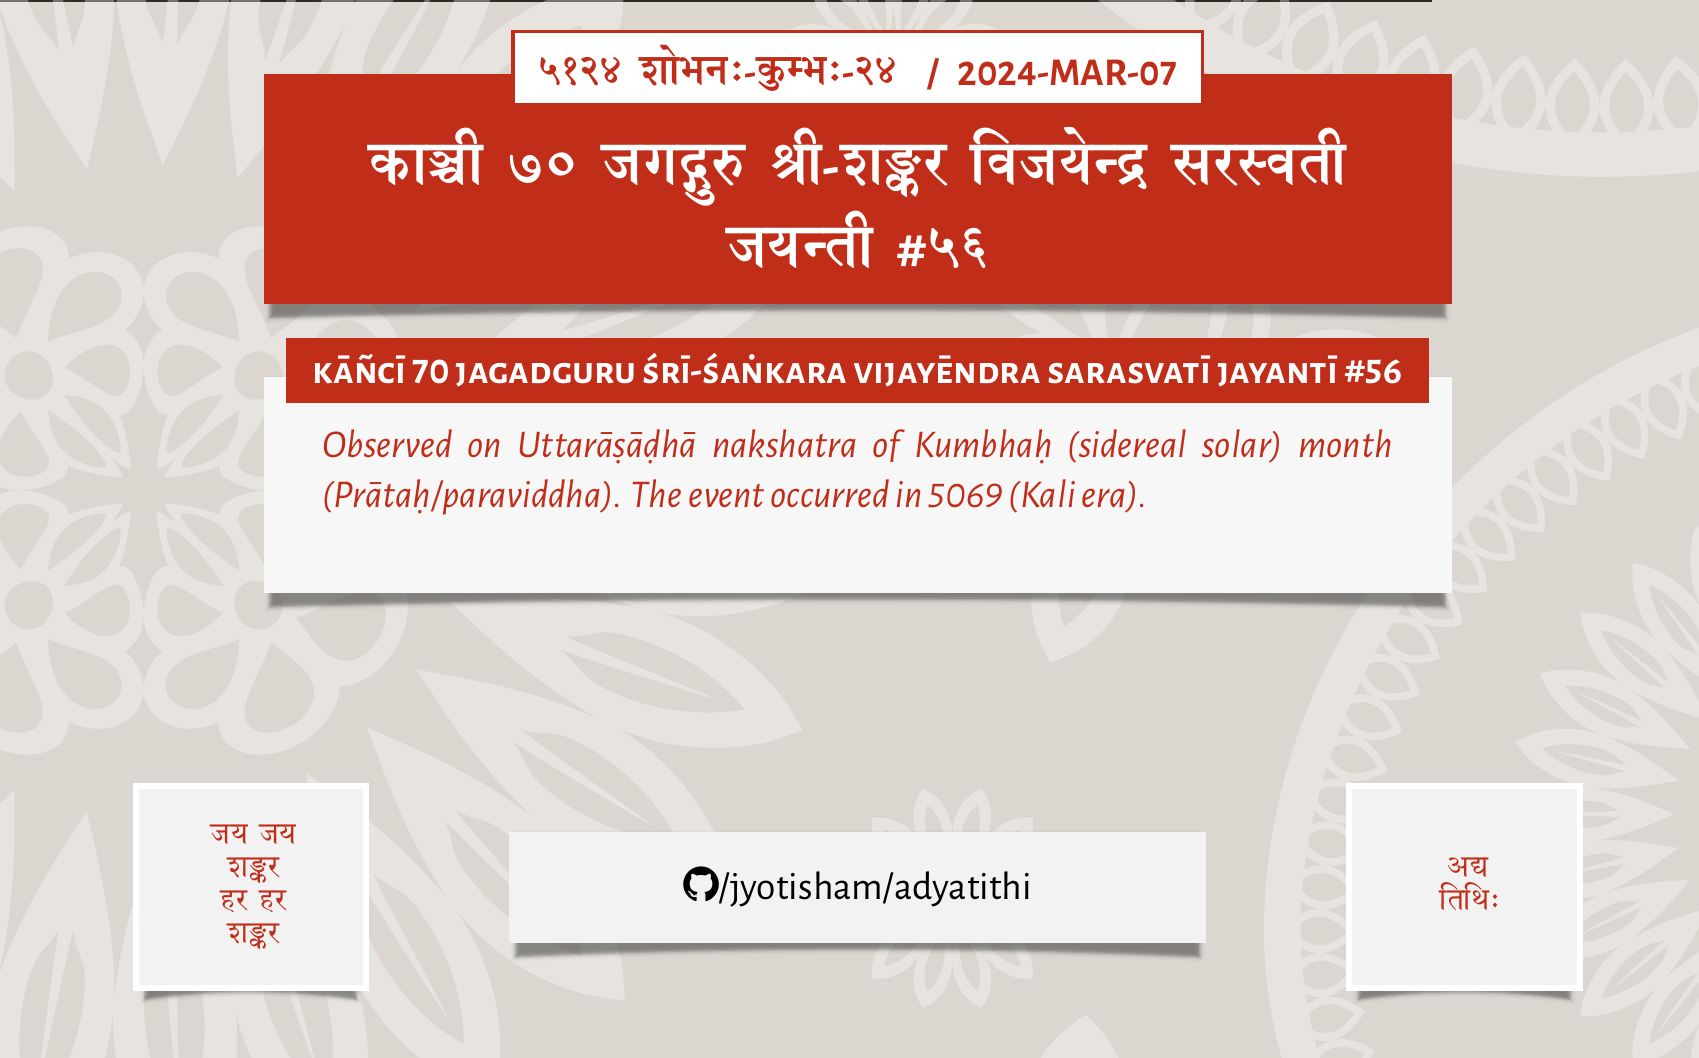 ५१२४ शोभनः-कुम्भः-२४ / 2024-MAR-07
काञ्ची ७० जगद्गुरु श्री-शङ्कर विजयेन्द्र सरस्वती
जयन्ती #५६
KĀÑCĪ 70 JAGADGURU ŚRĪ-ŚAṄKARA VIJAYĒNDRA SARASVATĪ JAYANTĪ #56
Observed on Uttarāṣāḍhā nakshatra of Kumbhaḥ (sidereal solar) month
(Prātaḥ/paraviddha). The event occurred in 5069 (Kali era).
जय जय
शङ्कर
हर हर
शङ्कर
/jyotisham/adyatithi
अद्य
तिथिः